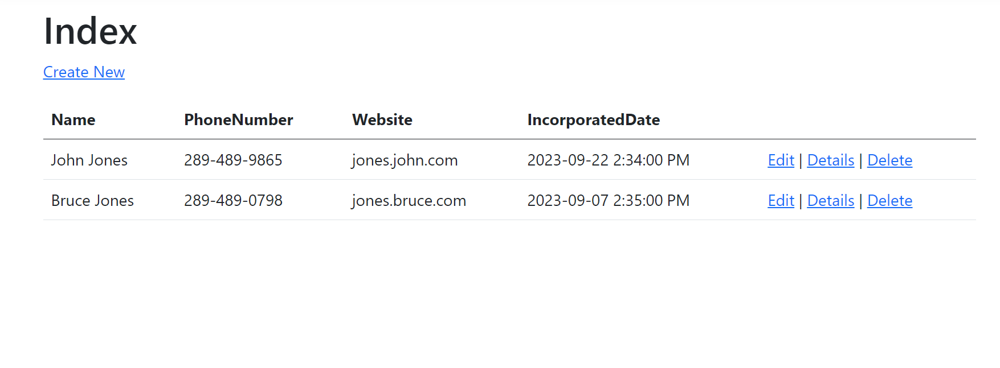 Index
Create New
Name PhoneNumber Website IncorporatedDate
John Jones 289-489-9865 jones.john.com 2023-09-22 2:34:00 PM Edit | Details | Delete
Bruce Jones 289-489-0798 jones.bruce.com 2023-09-07 2:35:00 PM Edit | Details | Delete